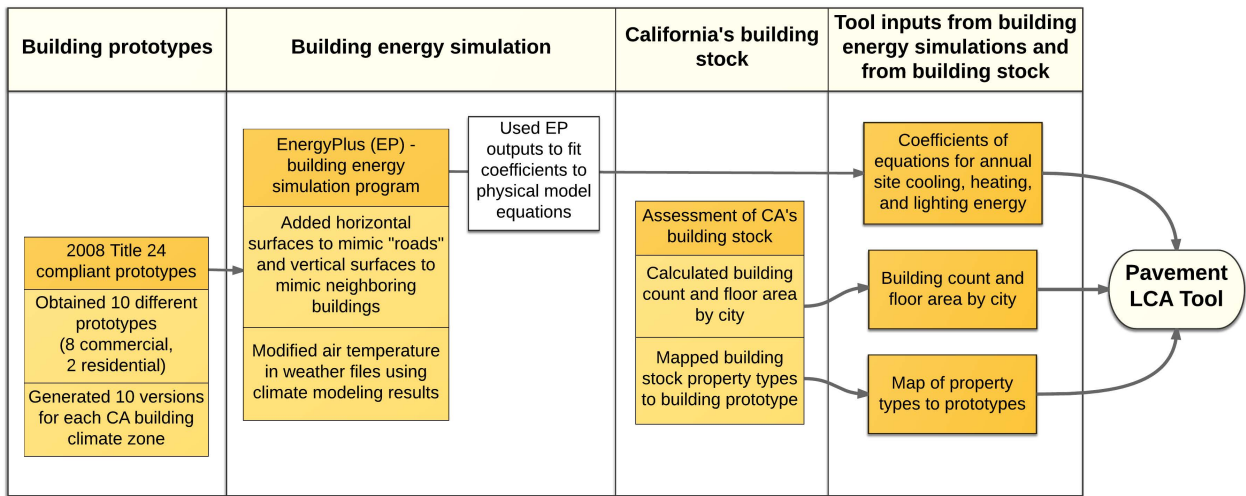 Building prototypes
Building energy simulation
California's building
stock
Tool inputs from building
energy simulations and
from building stock
2008 Title 24
compliant prototypes
Obtained 10 different
prototypes
(8 commercial,
2 residential)
Generated 10 versions
for each CA building
climate zone
EnergyPlus (EP) -
building energy
simulation program
Added horizontal
surfaces to mimic "roads"
and vertical surfaces to
mimic neighboring
buildings
Modified air temperature
in weather files using
climate modeling results
Used EP
outputs to fit
coefficients to
physical model
equations
Assessment of CA's
building stock
Calculated building
count and floor area
by city
Mapped building
stock property types
to building prototype
Coefficients of
equations for annual
site cooling, heating,
and lighting energy
Building count and
floor area by city
Map of property
types to prototypes
Pavement
LCA Tool